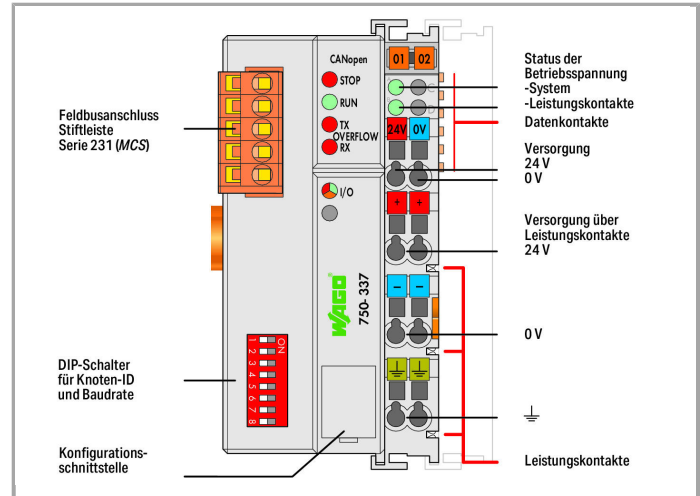 Feldbusanschluss
Stiftleiste
Serie 231 (MCS)
DIP-Schalter
für Knoten-ID
und Baudrate
Konfigurations-
schnittstelle
CANopen
STOP
RUN
TX
OVERFLOW
RX
I/O
WAGO
750-337
ON
1 2 3 4 5 6 7 8
01 02
C
24V 0V
+ +
− −
Status der
Betriebsspannung
-System
-Leistungskontakte
Datenkontakte
Versorgung
24 V
0 V
Versorgung über
Leistungskontakte
24 V
0 V
Leistungskontakte